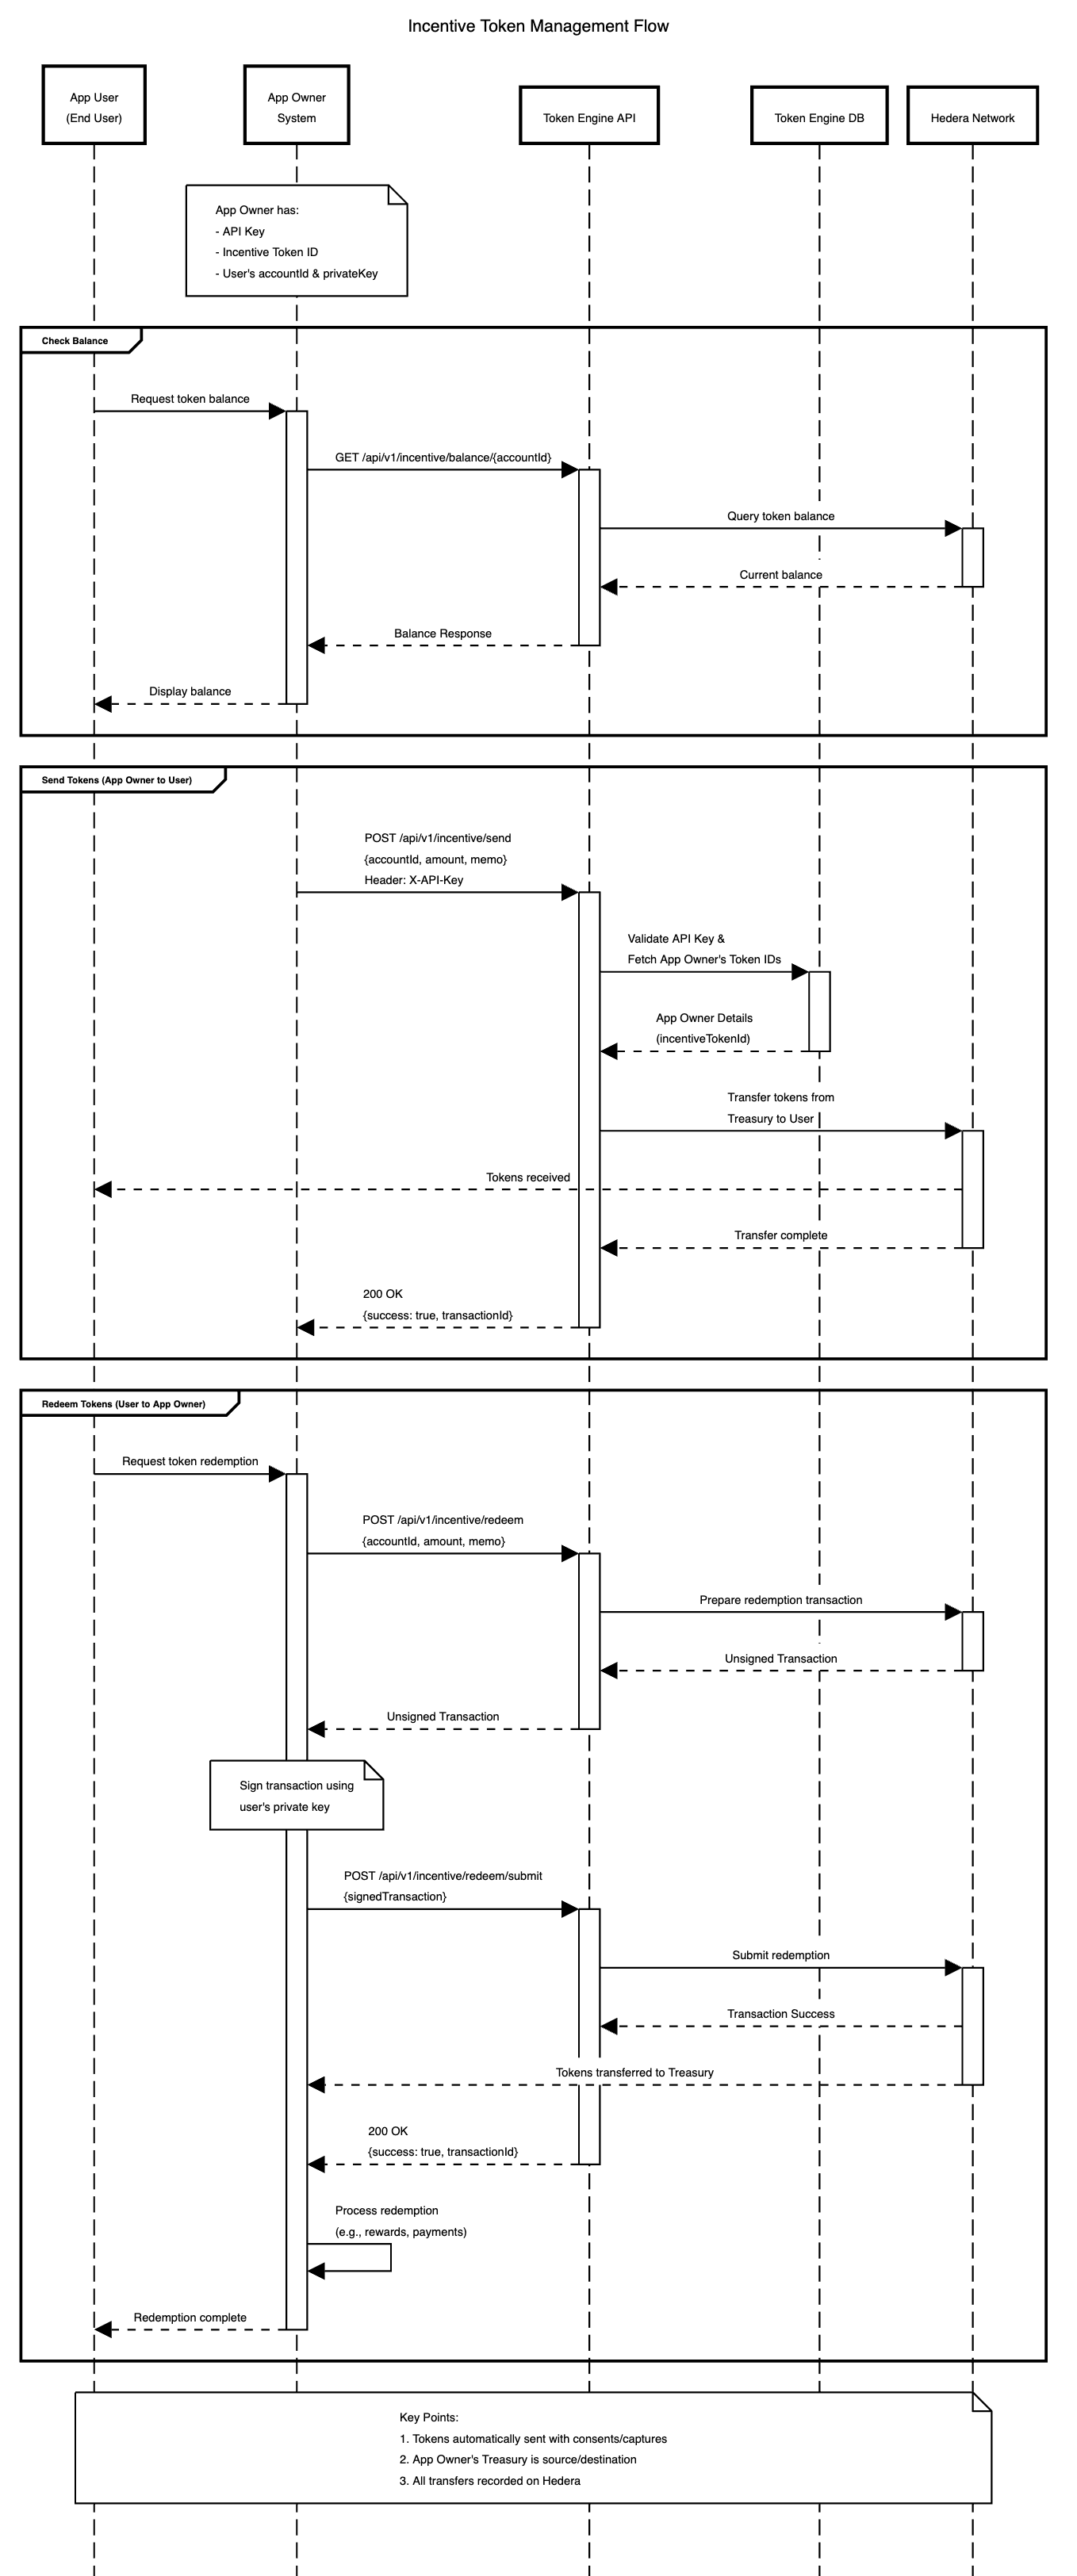 Incentive Token Management Flow
App User
(End User)
App Owner
System
Token Engine API
Token Engine DB
Hedera Network
App Owner has:
- API Key
- Incentive Token ID
- User's accountId & privateKey
Check Balance
Request token balance
GET /api/v1/incentive/balance/{accountId}
Query token balance
Current balance
Balance Response
Display balance
Send Tokens (App Owner to User)
POST /api/v1/incentive/send
{accountId, amount, memo}
Header: X-API-Key
Validate API Key &
Fetch App Owner's Token IDs
App Owner Details
(incentiveTokenId)
Transfer tokens from
Treasury to User
Tokens received
Transfer complete
200 OK
{success: true, transactionId}
Redeem Tokens (User to App Owner)
Request token redemption
POST /api/v1/incentive/redeem
{accountId, amount, memo}
Prepare redemption transaction
Unsigned Transaction
Unsigned Transaction
Sign transaction using
user's private key
POST /api/v1/incentive/redeem/submit
{signedTransaction}
Submit redemption
Transaction Success
Tokens transferred to Treasury
200 OK
{success: true, transactionId}
Process redemption
(e.g., rewards, payments)
Redemption complete
Key Points:
1. Tokens automatically sent with consents/captures
2. App Owner's Treasury is source/destination
3. All transfers recorded on Hedera